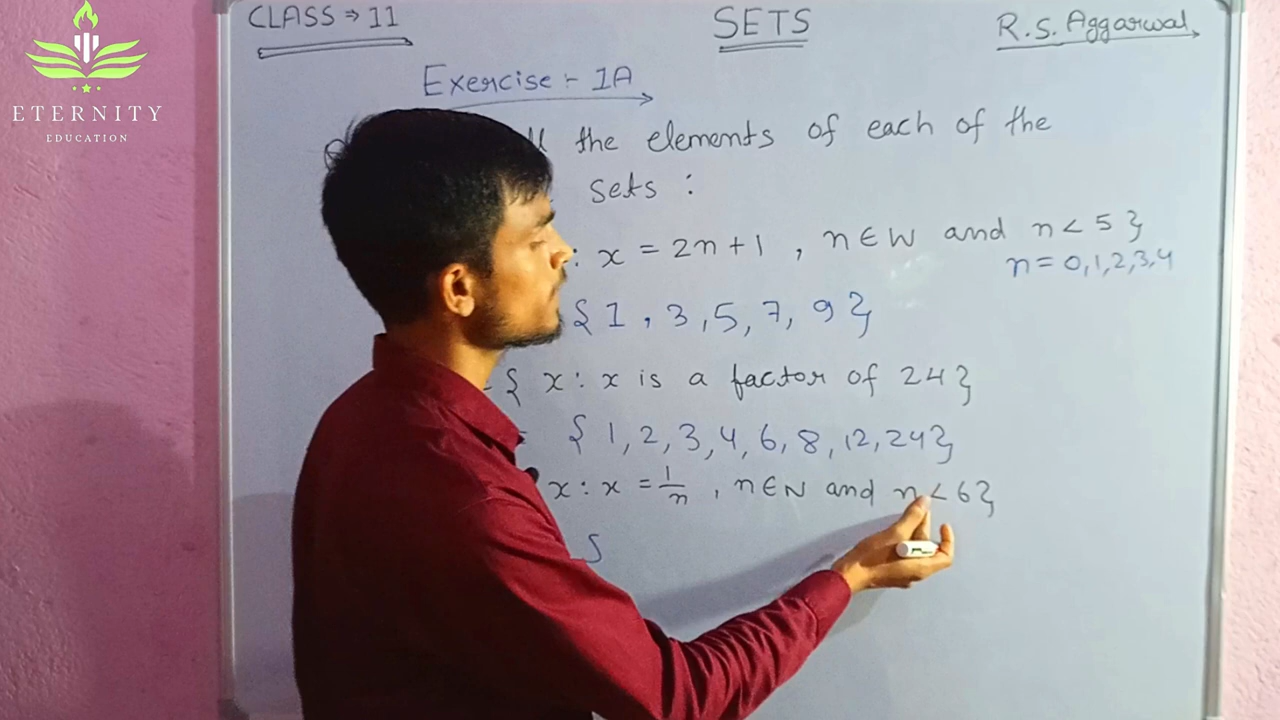 CLASS ⇒ 11
SETS
R.S. Aggarwal
ETERNITY
EDUCATION
Exercise :- 1A
the elements of each of the
sets :
: x = 2n+1 , n∈W and n < 5 }
n = 0,1,2,3,4
{ 1 , 3 , 5 , 7 , 9 }
{ x : x is a factor of 24 }
{ 1, 2, 3, 4, 6, 8, 12, 24 }
x : x = 1/n , n∈N and n < 6 }
{